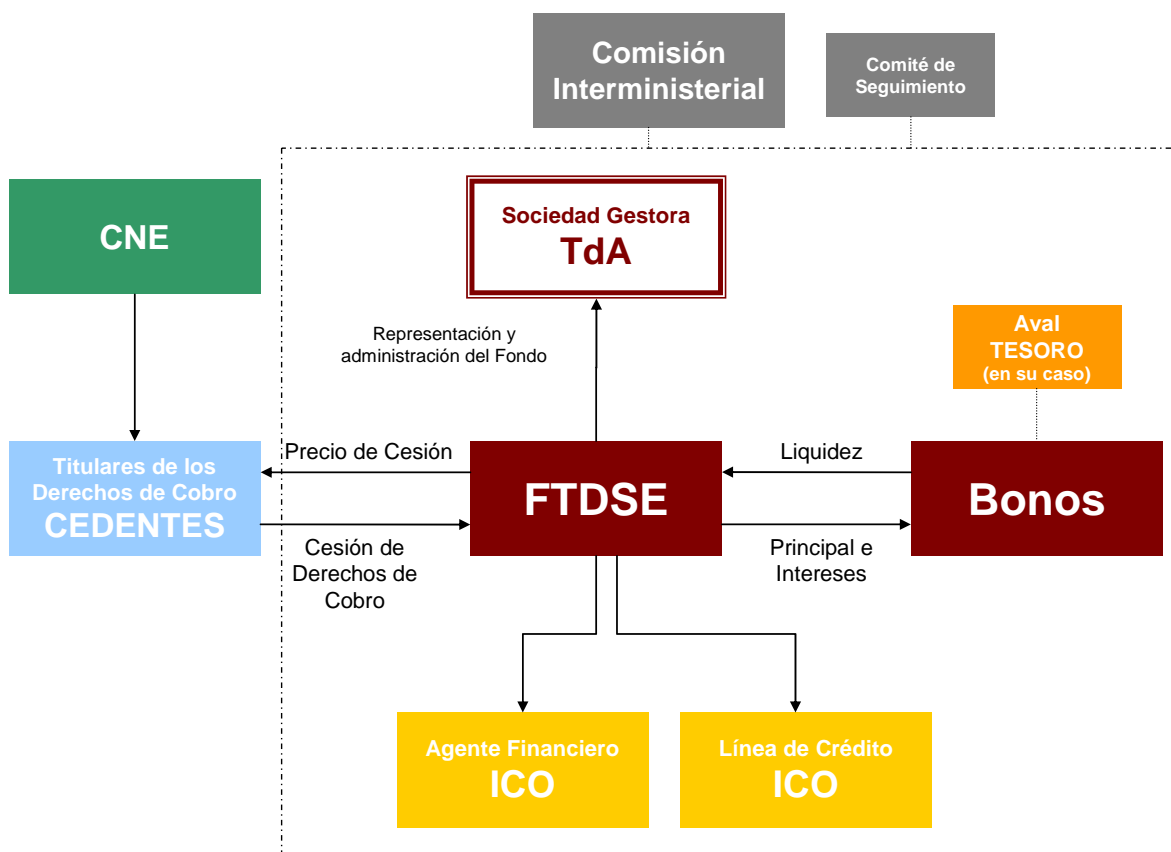 Comisión
Interministerial
Comité de
Seguimiento
CNE
Sociedad Gestora
TdA
Representación y
administración del Fondo
Aval
TESORO
(en su caso)
Titulares de los
Derechos de Cobro
CEDENTES
Precio de Cesión
FTDSE
Liquidez
Bonos
Cesión de
Derechos de
Cobro
Principal e
Intereses
Agente Financiero
ICO
Línea de Crédito
ICO